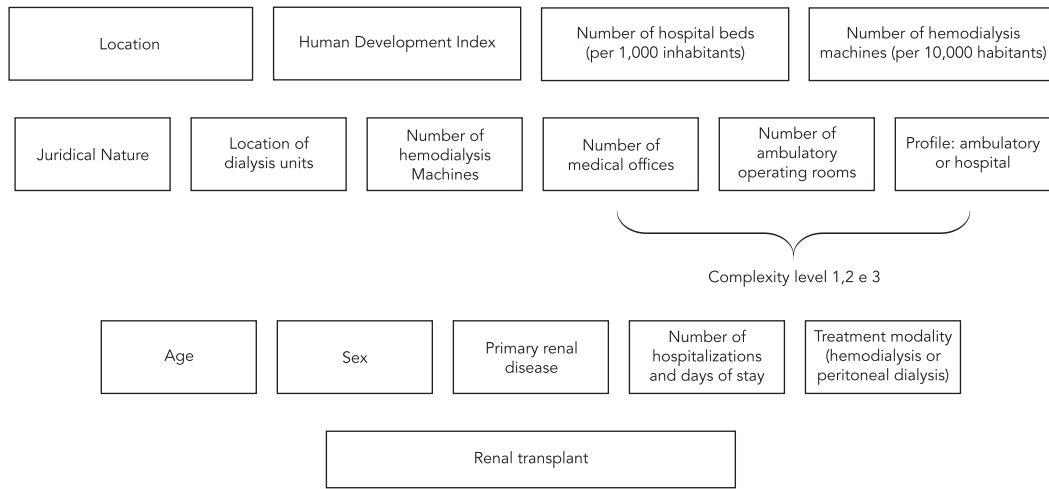 Location
Human Development Index
Number of hospital beds
(per 1,000 inhabitants)
Number of hemodialysis
machines (per 10,000 habitants)
Juridical Nature
Location of
dialysis units
Number of
hemodialysis
Machines
Number of
medical offices
Number of
ambulatory
operating rooms
Profile: ambulatory
or hospital
Complexity level 1,2 e 3
Age
Sex
Primary renal
disease
Number of
hospitalizations
and days of stay
Treatment modality
(hemodialysis or
peritoneal dialysis)
Renal transplant